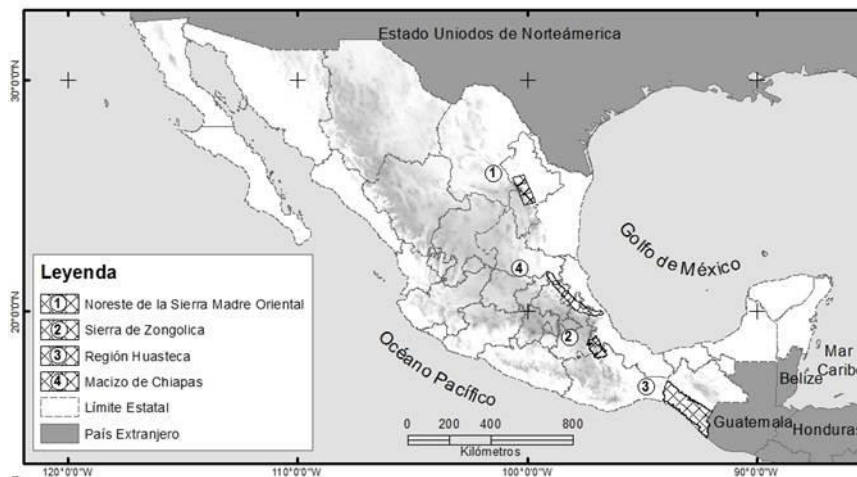 Estado Uniodos de Norteámerica
30°0'0"N
1
Golfo de México
Leyenda
1 Noreste de la Sierra Madre Oriental
2 Sierra de Zongolica
3 Región Huasteca
4 Macizo de Chiapas
Límite Estatal
País Extranjero
4
20°0'0"N
2
3
Océano Pacífico
Mar
Caribe
Belize
Guatemala
Honduras
0 200 400 800
Kilómetros
120°0'0"W 110°0'0"W 100°0'0"W 90°0'0"W